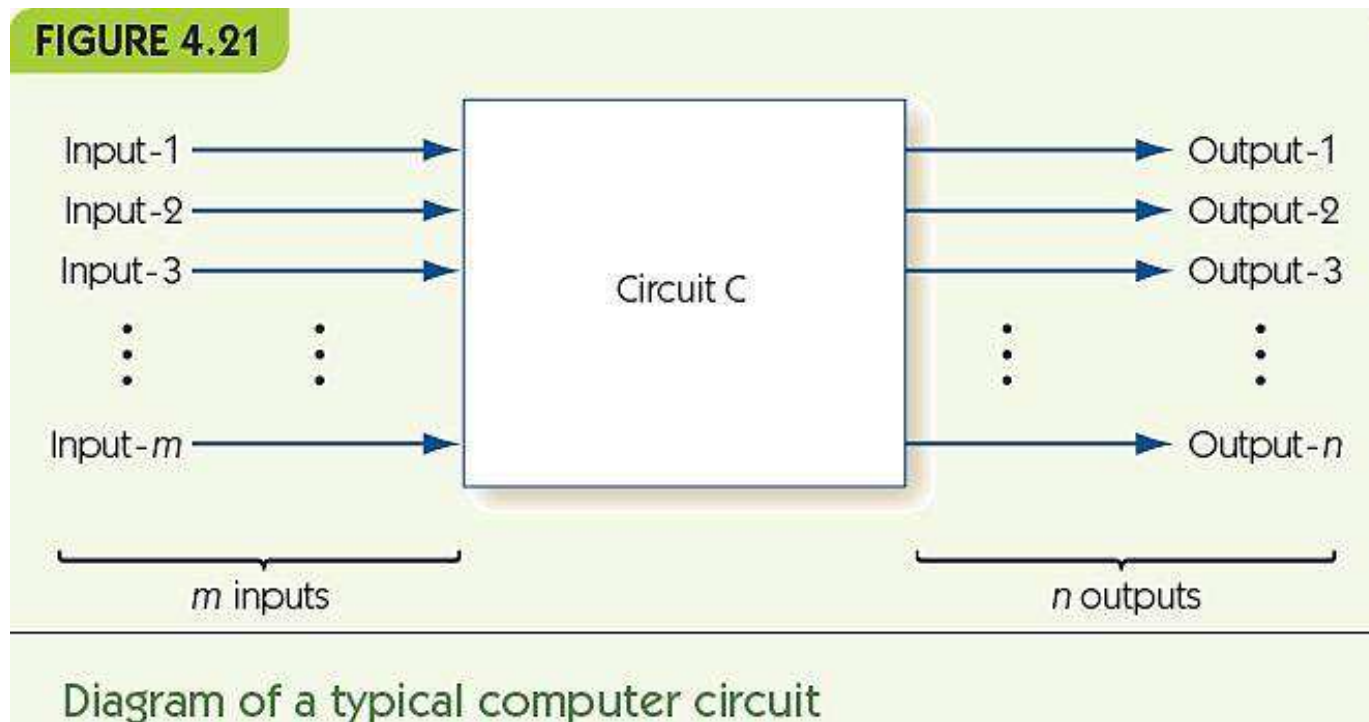 FIGURE 4.21
Input-1
Output-1
Input-2
Output-2
Input-3
Circuit C
Output-3
Input-m
Output-n
m inputs
n outputs
Diagram of a typical computer circuit